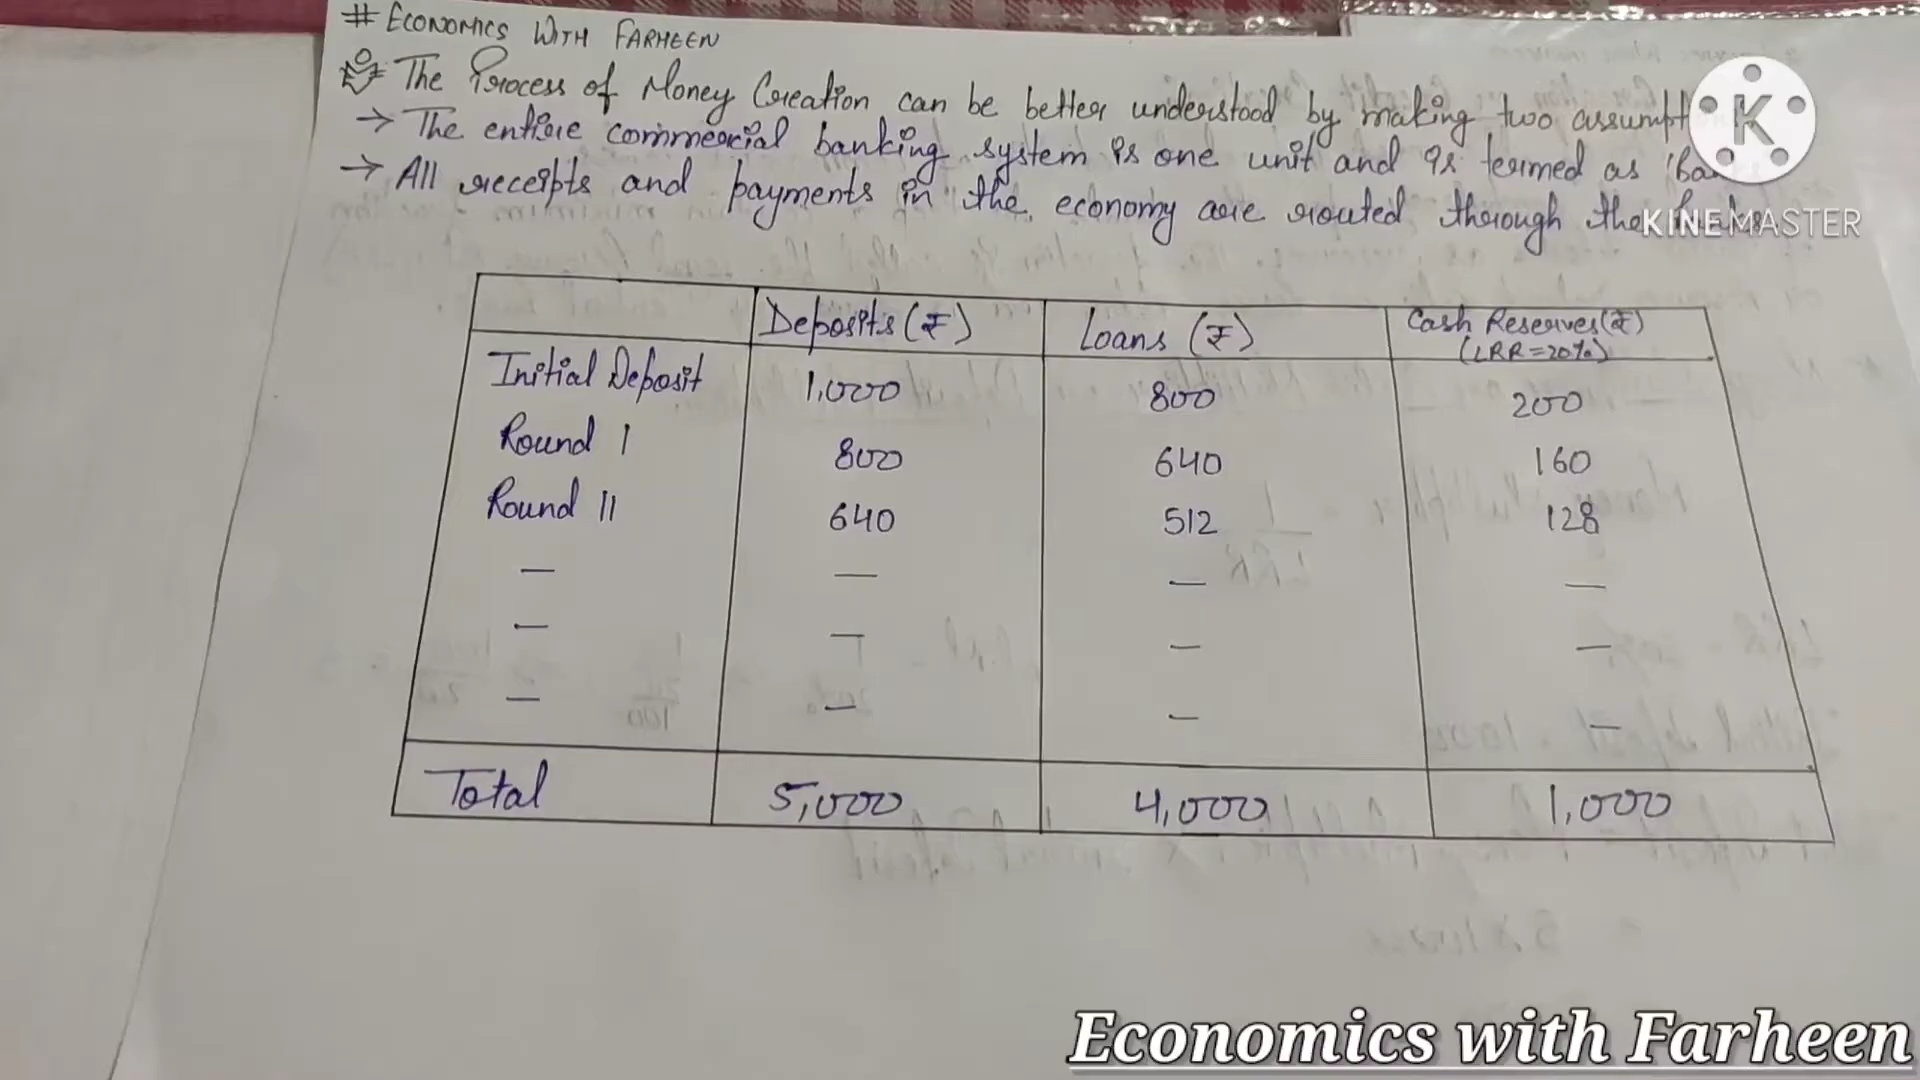 # ECONOMICS WITH FARHEEN
The Process of Money Creation can be better understood by making two assumpt
→ The entire commercial banking system is one unit and is termed as 'Ba
→ All receipts and payments in the economy are routed through the
K
KINEMASTER
Deposits (₹) Loans (₹) Cash Reserves (₹)
(LRR=20%)
Initial Deposit 1,000 800 200
Round I 800 640 160
Round II 640 512 128
— — — —
— — — —
— — — —
Total 5,000 4,000 1,000
Economics with Farheen